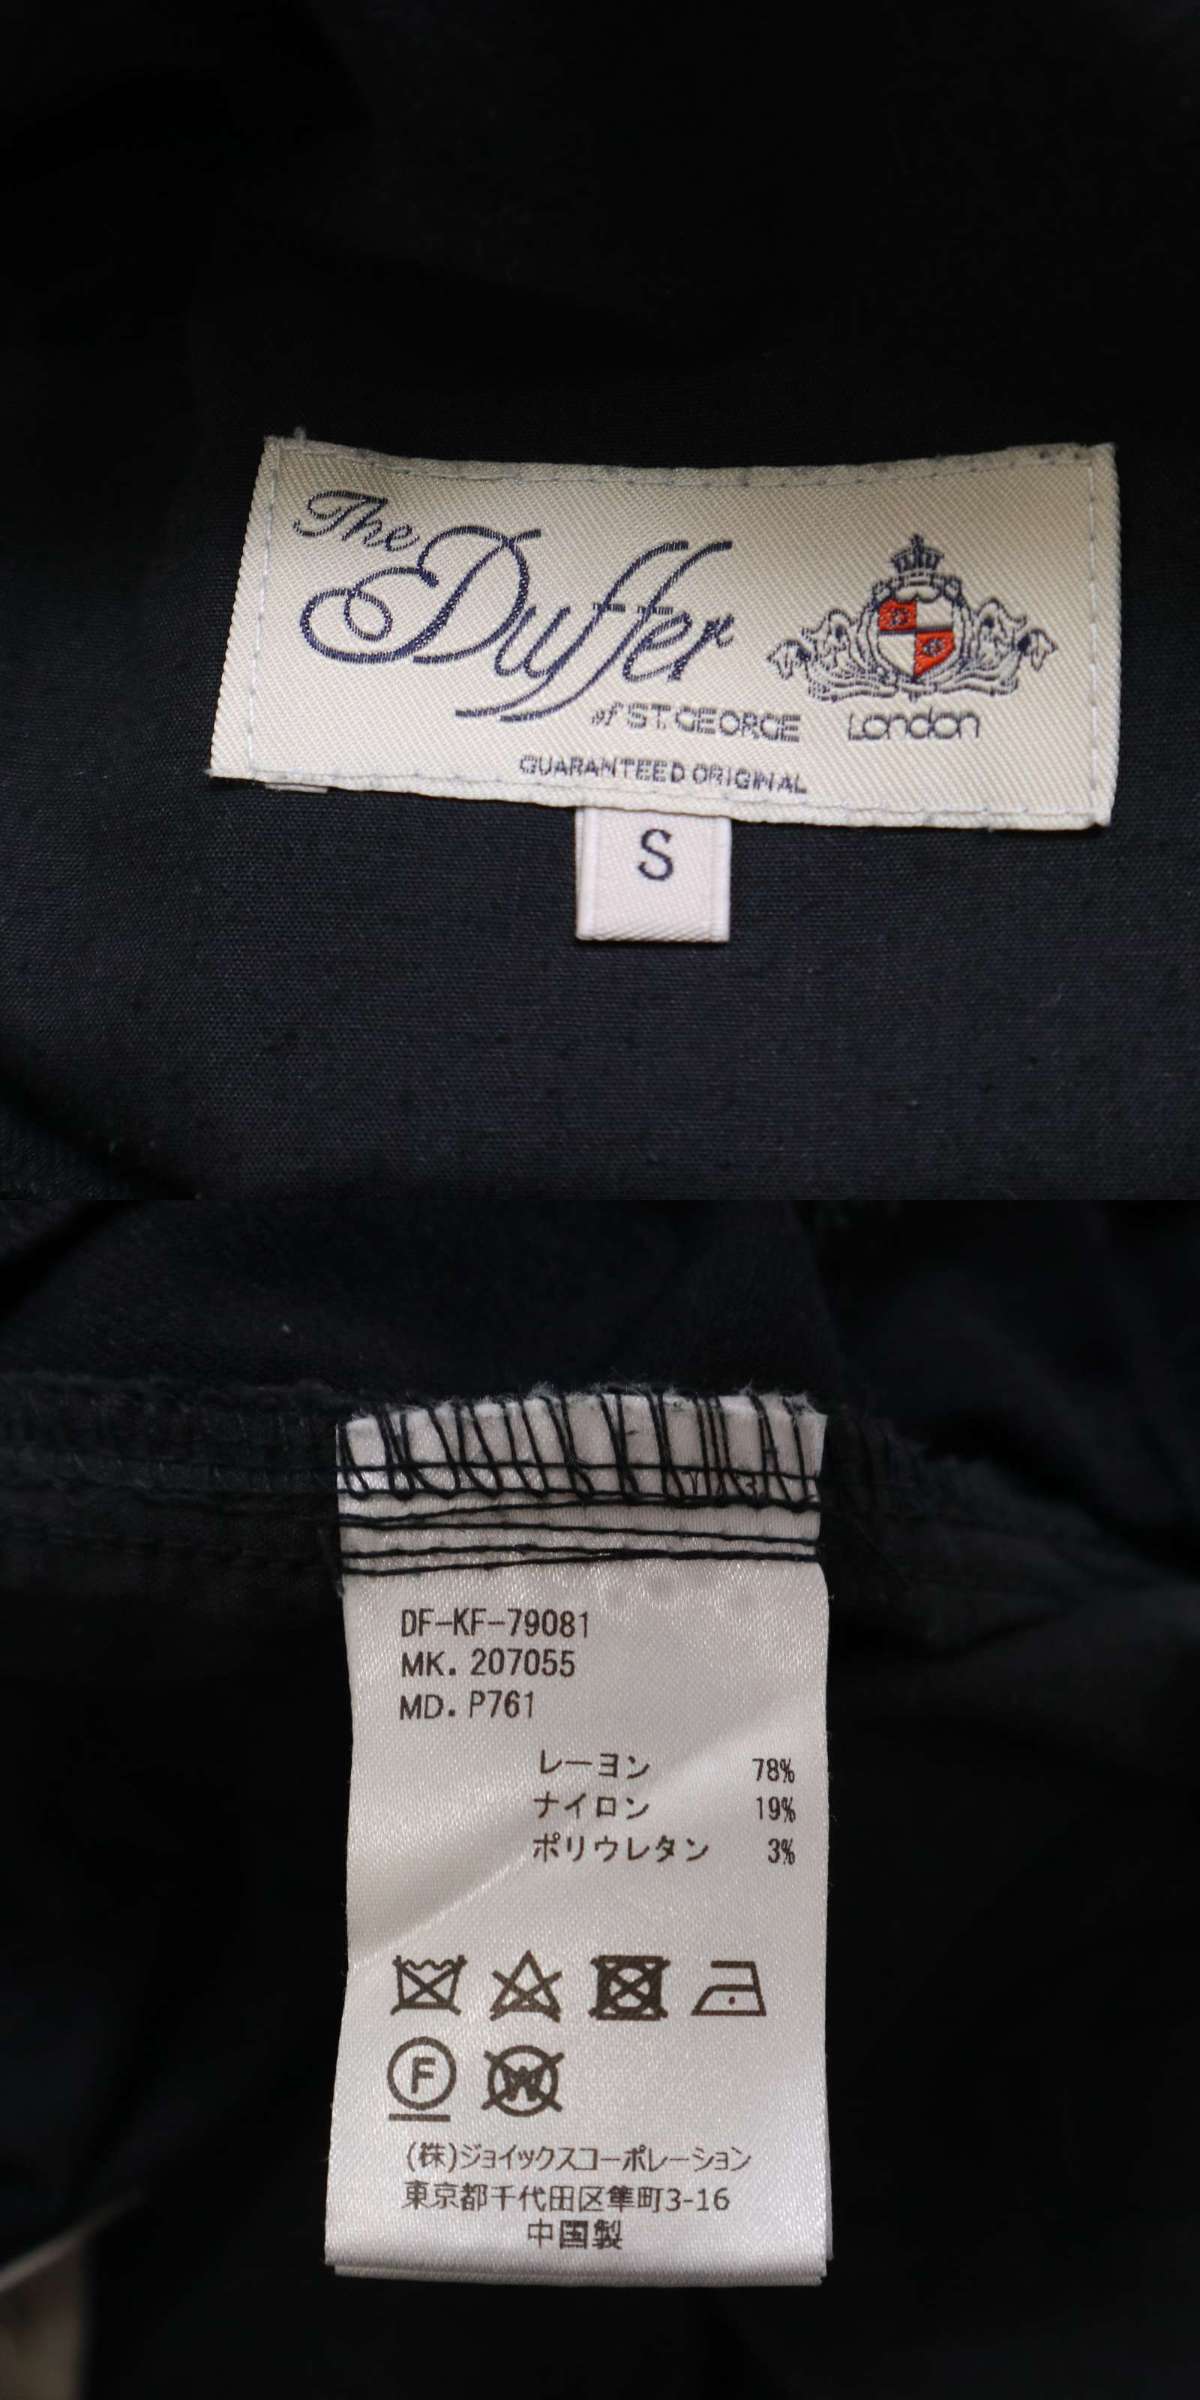 The
Duffer
of ST. GEORGE
London
GUARANTEED ORIGINAL
S
DF-KF-79081
MK. 207055
MD. P761
レーヨン 78%
ナイロン 19%
ポリウレタン 3%
F
W
(株)ジョイックスコーポレーション
東京都千代田区隼町3-16
中国製